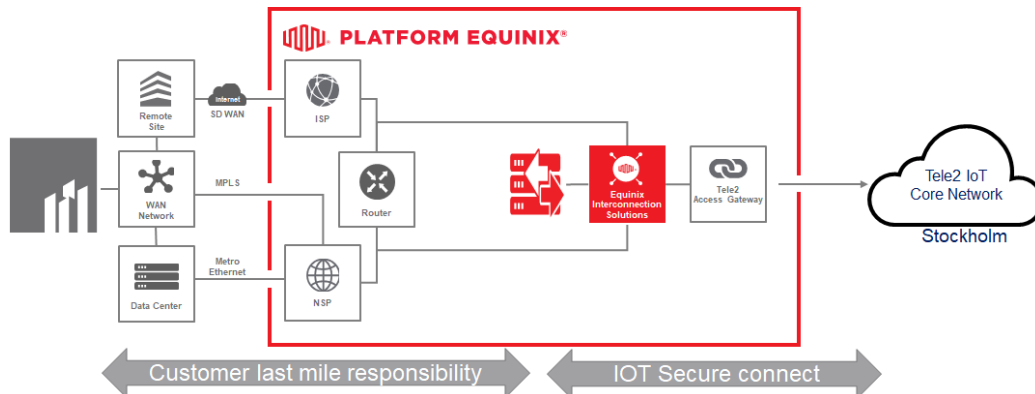 PLATFORM EQUINIX®
Remote
Site
Internet
SD WAN
ISP
WAN
Network
MPLS
Router
Equinix
Interconnection
Solutions
Tele2
Access Gateway
Tele2 IoT
Core Network
Stockholm
Data Center
Metro
Ethernet
NSP
Customer last mile responsibility
IOT Secure connect